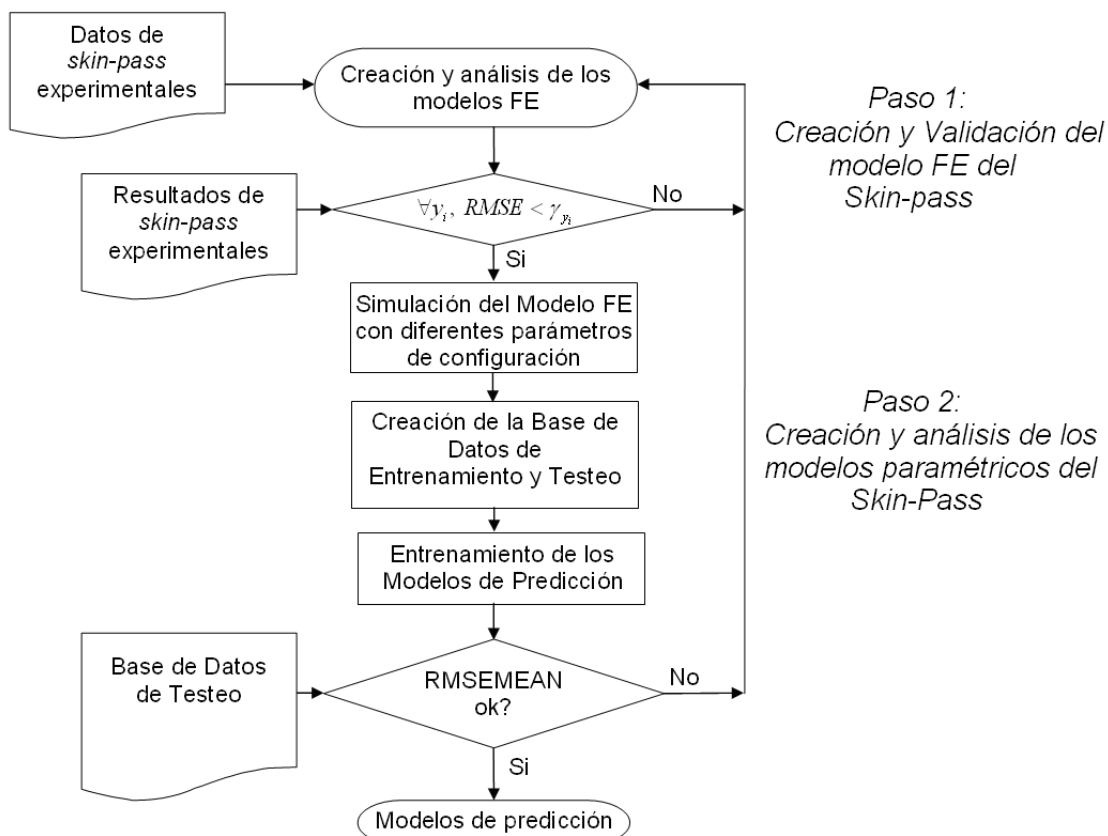 Datos de
skin-pass
experimentales
Creación y análisis de los
modelos FE
Paso 1:
Creación y Validación del
modelo FE del
Skin-pass
Resultados de
skin-pass
experimentales
∀y_i, RMSE < γ_{y_i}
No
Si
Simulación del Modelo FE
con diferentes parámetros
de configuración
Paso 2:
Creación y análisis de los
modelos paramétricos del
Skin-Pass
Creación de la Base de
Datos de
Entrenamiento y Testeo
Entrenamiento de los
Modelos de Predicción
Base de Datos
de Testeo
RMSEMEAN
ok?
No
Si
Modelos de predicción